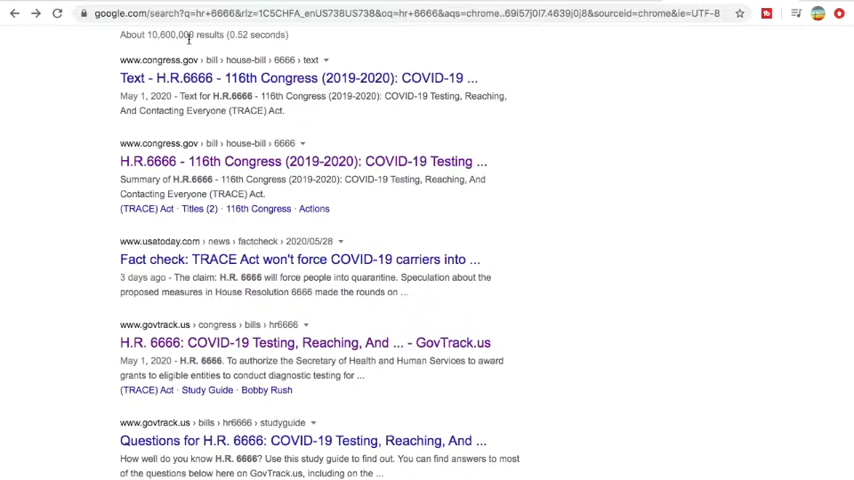 google.com/search?q=hr+6666&rlz=1C5CHFA_enUS738US738&oq=hr+6666&aqs=chrome..69i57j0l7.4639j0j8&sourceid=chrome&ie=UTF-8
About 10,600,000 results (0.52 seconds)
www.congress.gov › bill › house-bill › 6666 › text
Text - H.R.6666 - 116th Congress (2019-2020): COVID-19 ...
May 1, 2020 - Text for H.R.6666 - 116th Congress (2019-2020): COVID-19 Testing, Reaching,
And Contacting Everyone (TRACE) Act.
www.congress.gov › bill › house-bill › 6666
H.R.6666 - 116th Congress (2019-2020): COVID-19 Testing ...
Summary of H.R.6666 - 116th Congress (2019-2020): COVID-19 Testing, Reaching, And
Contacting Everyone (TRACE) Act.
(TRACE) Act · Titles (2) · 116th Congress · Actions
www.usatoday.com › news › factcheck › 2020/05/28
Fact check: TRACE Act won't force COVID-19 carriers into ...
3 days ago - The claim: H.R. 6666 will force people into quarantine. Speculation about the
proposed measures in House Resolution 6666 made the rounds on ...
www.govtrack.us › congress › bills › hr6666
H.R. 6666: COVID-19 Testing, Reaching, And ... - GovTrack.us
May 1, 2020 - H.R. 6666. To authorize the Secretary of Health and Human Services to award
grants to eligible entities to conduct diagnostic testing for ...
(TRACE) Act · Study Guide · Bobby Rush
www.govtrack.us › bills › hr6666 › studyguide
Questions for H.R. 6666: COVID-19 Testing, Reaching, And ...
How well do you know H.R. 6666? Use this study guide to find out. You can find answers to most
of the questions below here on GovTrack.us, including on the ...